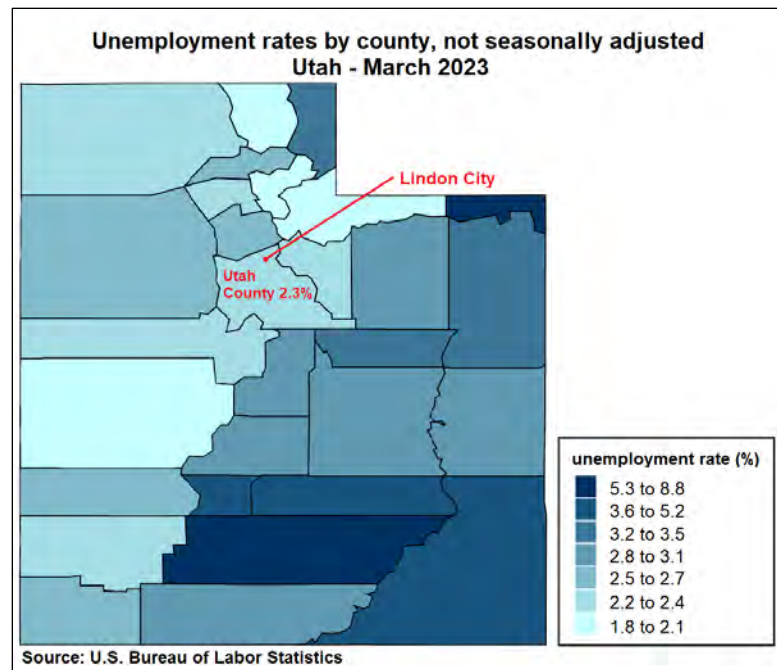 Unemployment rates by county, not seasonally adjusted
Utah - March 2023
Lindon City
Utah
County 2.3%
unemployment rate (%)
5.3 to 8.8
3.6 to 5.2
3.2 to 3.5
2.8 to 3.1
2.5 to 2.7
2.2 to 2.4
1.8 to 2.1
Source: U.S. Bureau of Labor Statistics